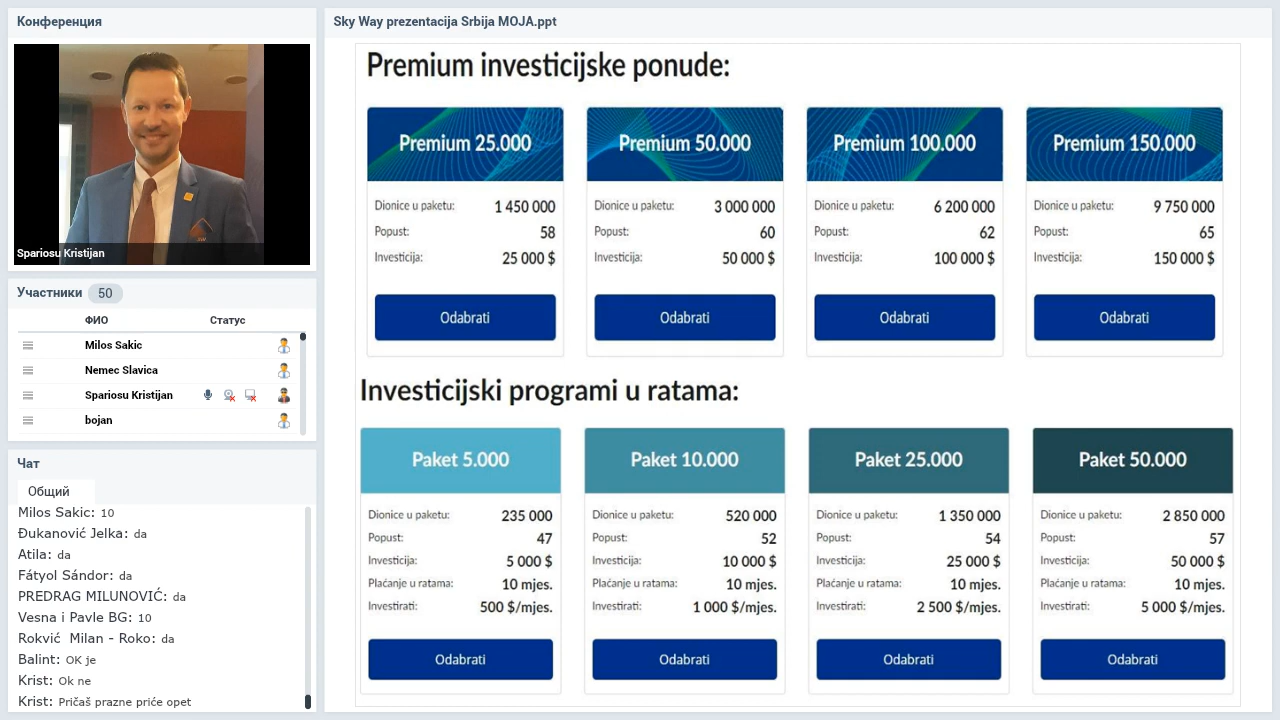 Конференция
Spariosu Kristijan
Участники 50
ФИО Статус
Milos Sakic
Nemec Slavica
Spariosu Kristijan
bojan
Чат
Общий
Milos Sakic: 10
Đukanović Jelka: da
Atila: da
Fátyol Sándor: da
PREDRAG MILUNOVIĆ: da
Vesna i Pavle BG: 10
Rokvić Milan - Roko: da
Balint: OK je
Krist: Ok ne
Krist: Pričaš prazne priće opet
Sky Way prezentacija Srbija MOJA.ppt
Premium investicijske ponude:
Premium 25.000
Dionice u paketu: 1 450 000
Popust: 58
Investicija: 25 000 $
Odabrati
Premium 50.000
Dionice u paketu: 3 000 000
Popust: 60
Investicija: 50 000 $
Odabrati
Premium 100.000
Dionice u paketu: 6 200 000
Popust: 62
Investicija: 100 000 $
Odabrati
Premium 150.000
Dionice u paketu: 9 750 000
Popust: 65
Investicija: 150 000 $
Odabrati
Investicijski programi u ratama:
Paket 5.000
Dionice u paketu: 235 000
Popust: 47
Investicija: 5 000 $
Plaćanje u ratama: 10 mjes.
Investirati: 500 $/mjes.
Odabrati
Paket 10.000
Dionice u paketu: 520 000
Popust: 52
Investicija: 10 000 $
Plaćanje u ratama: 10 mjes.
Investirati: 1 000 $/mjes.
Odabrati
Paket 25.000
Dionice u paketu: 1 350 000
Popust: 54
Investicija: 25 000 $
Plaćanje u ratama: 10 mjes.
Investirati: 2 500 $/mjes.
Odabrati
Paket 50.000
Dionice u paketu: 2 850 000
Popust: 57
Investicija: 50 000 $
Plaćanje u ratama: 10 mjes.
Investirati: 5 000 $/mjes.
Odabrati